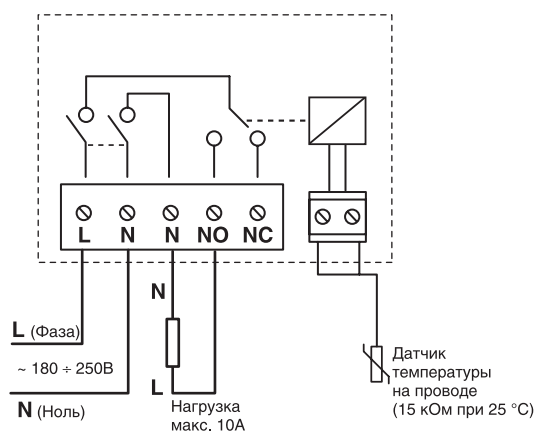 L N N NO NC
N
L (Фаза)
~ 180 ÷ 250В
L
N (Ноль)
Нагрузка
макс. 10А
Датчик
температуры
на проводе
(15 кОм при 25 °C)